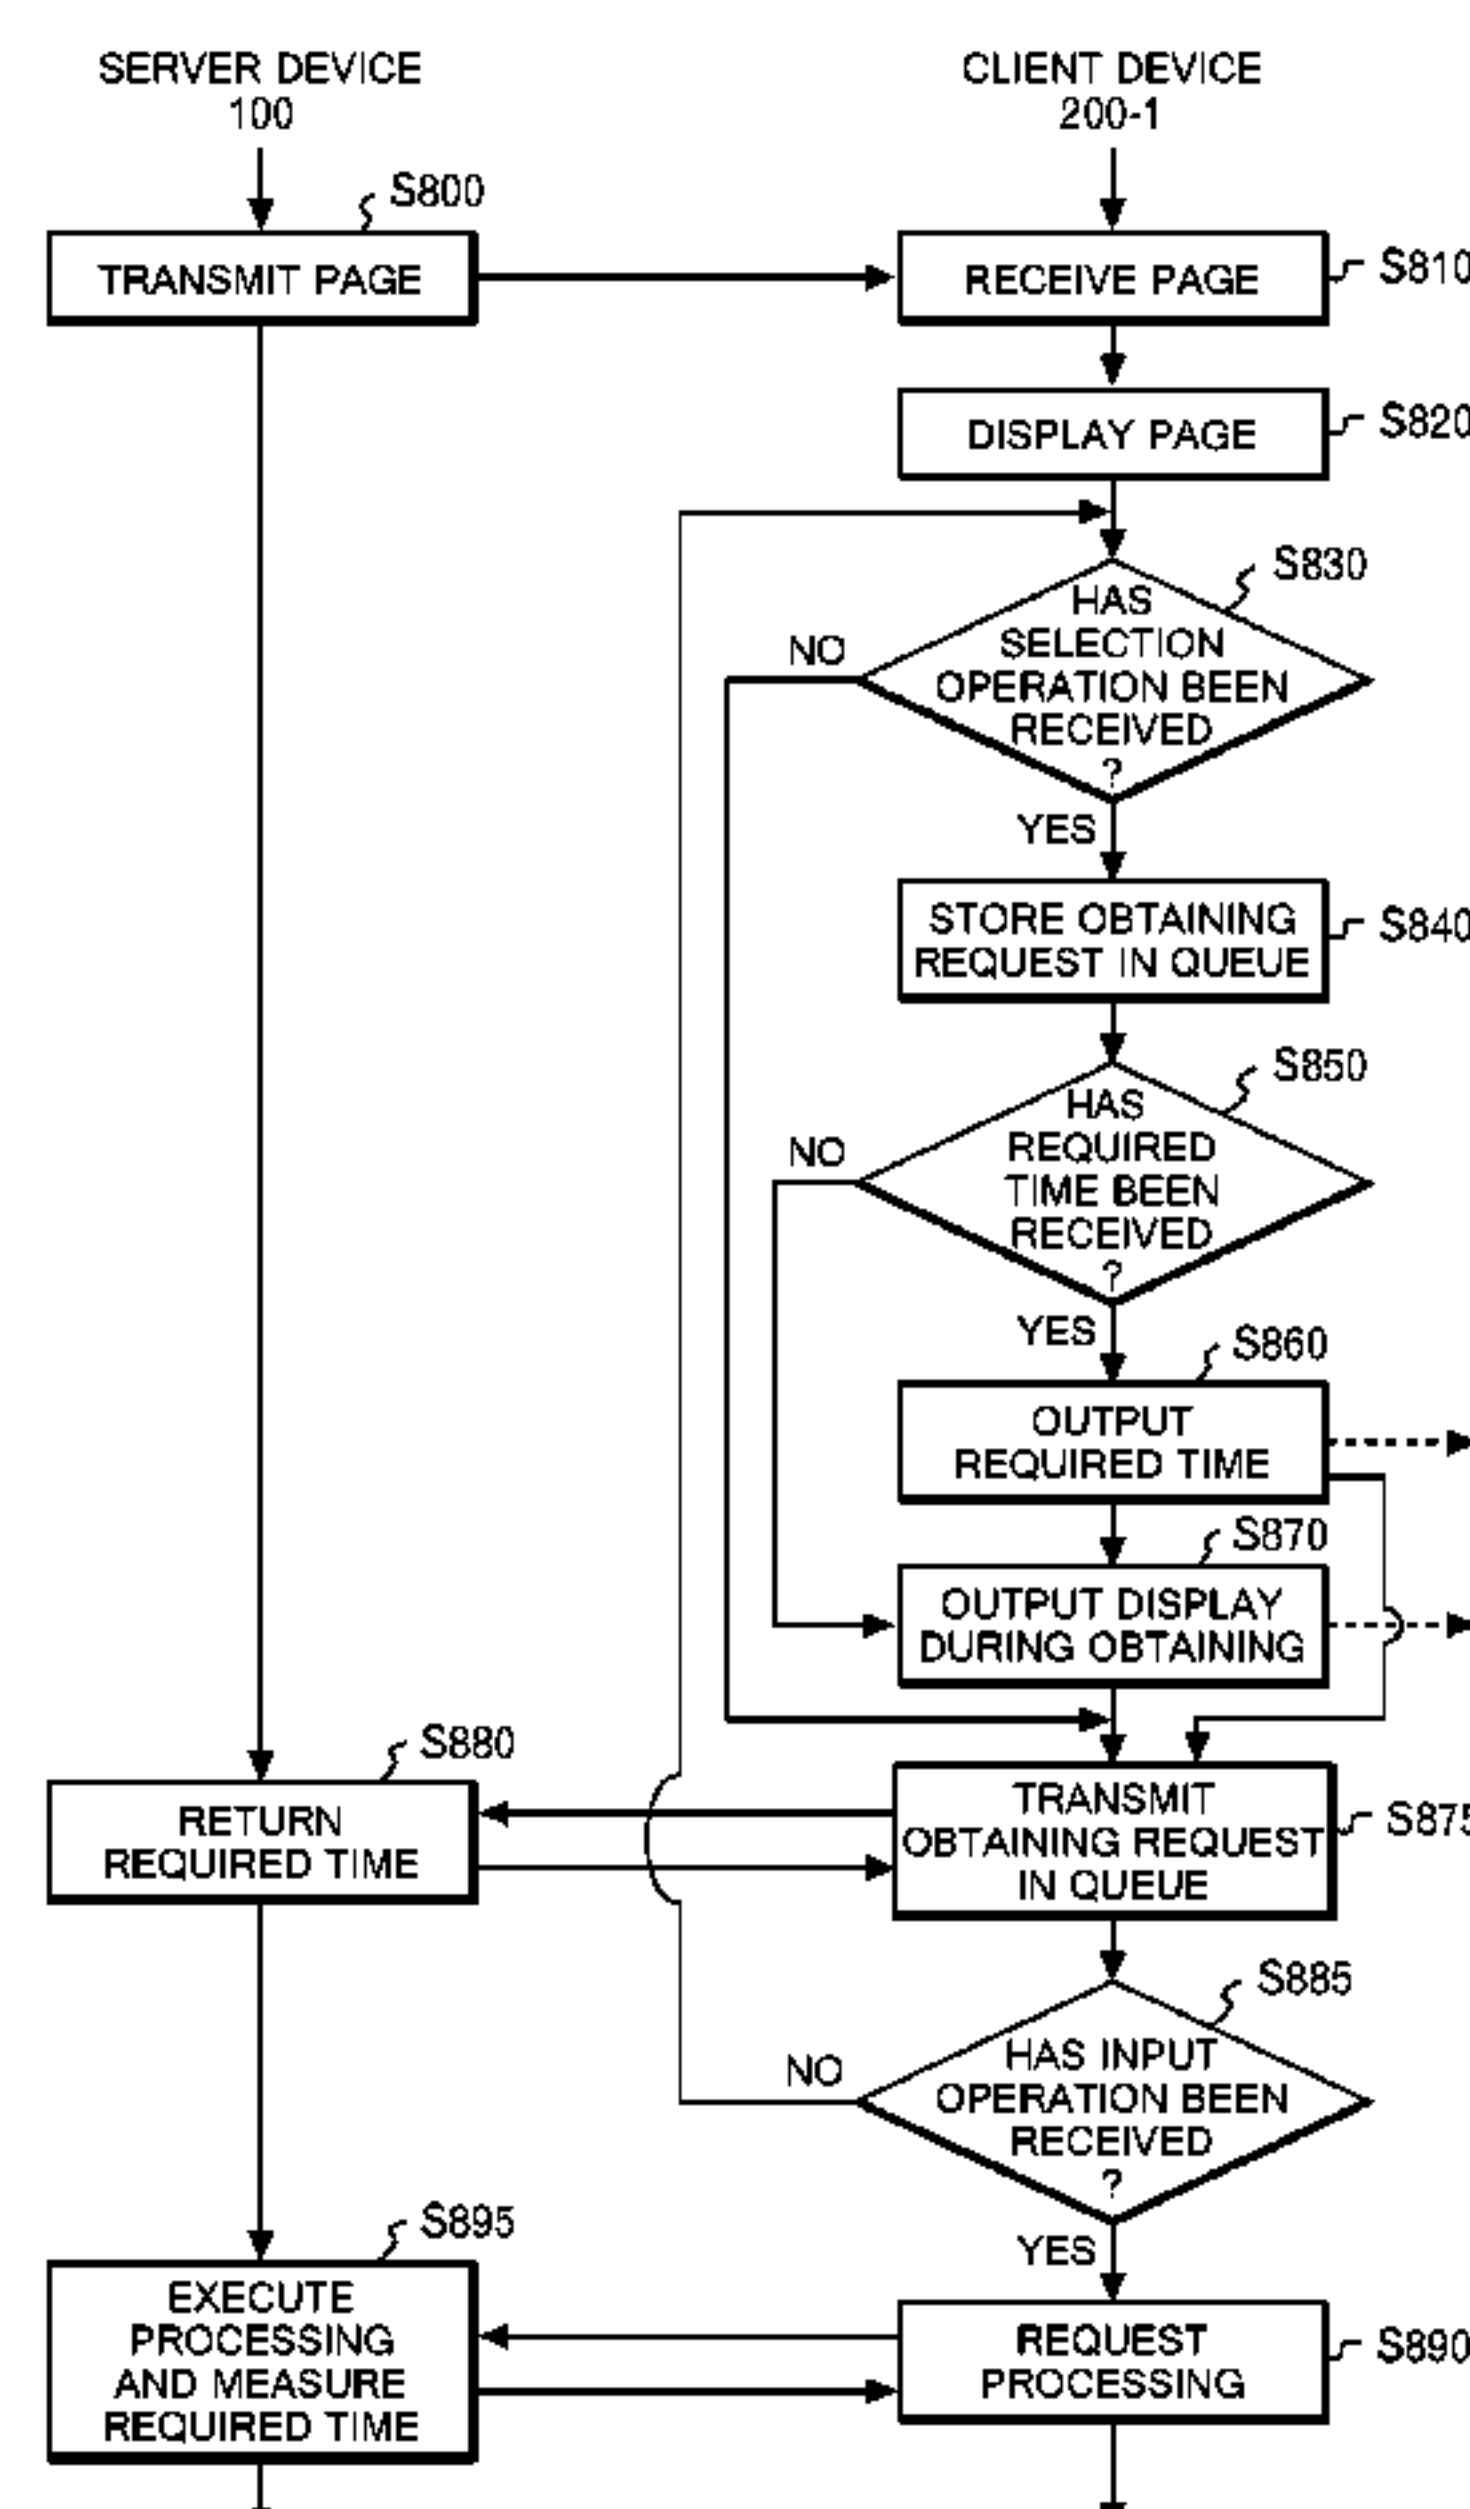 SERVER DEVICE
100
CLIENT DEVICE
200-1
S800
TRANSMIT PAGE
RECEIVE PAGE
S810
DISPLAY PAGE
S820
S830
HAS
SELECTION
OPERATION BEEN
RECEIVED
?
NO
YES
STORE OBTAINING
REQUEST IN QUEUE
S840
S850
HAS
REQUIRED
TIME BEEN
RECEIVED
?
NO
YES
S860
OUTPUT
REQUIRED TIME
S870
OUTPUT DISPLAY
DURING OBTAINING
S880
RETURN
REQUIRED TIME
TRANSMIT
OBTAINING REQUEST
IN QUEUE
S875
S885
HAS INPUT
OPERATION BEEN
RECEIVED
?
NO
YES
S895
EXECUTE
PROCESSING
AND MEASURE
REQUIRED TIME
REQUEST
PROCESSING
S890